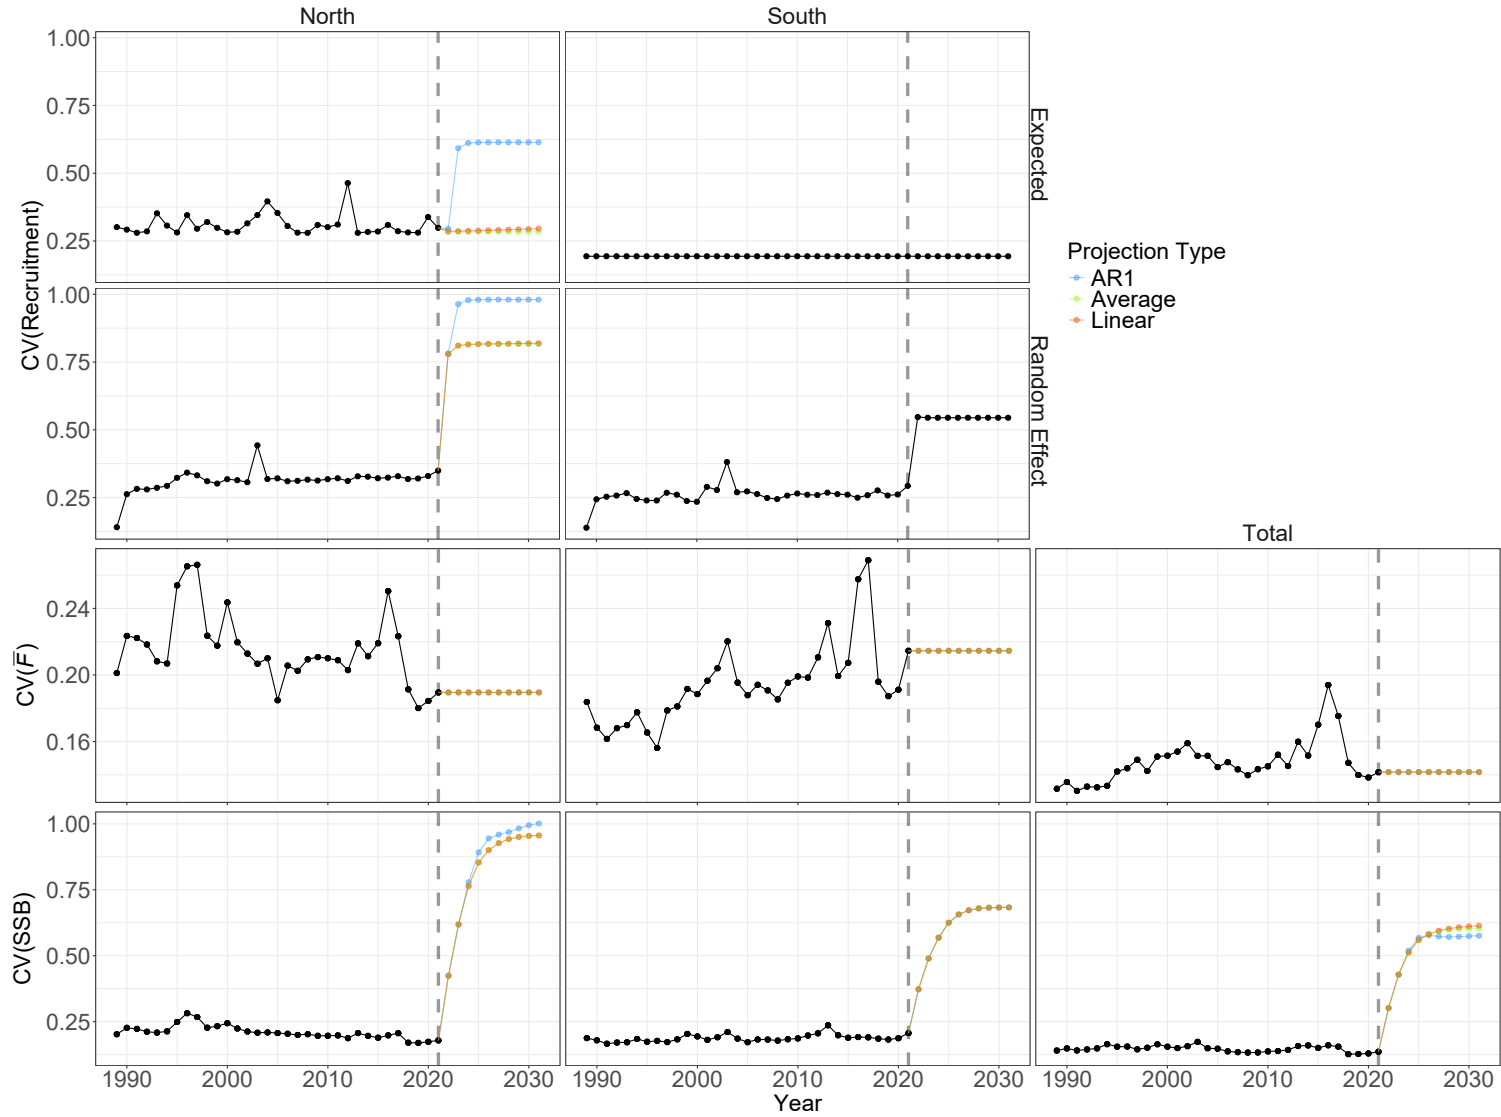 North
South
1.00
0.75
0.50
0.25
CV(Recruitment)
Expected
Projection Type
AR1
Average
Linear
1.00
0.75
0.50
0.25
Random Effect
Total
0.24
0.20
0.16
CV(F̅)
1.00
0.75
0.50
0.25
CV(SSB)
1990 2000 2010 2020 2030
1990 2000 2010 2020 2030
1990 2000 2010 2020 2030
Year